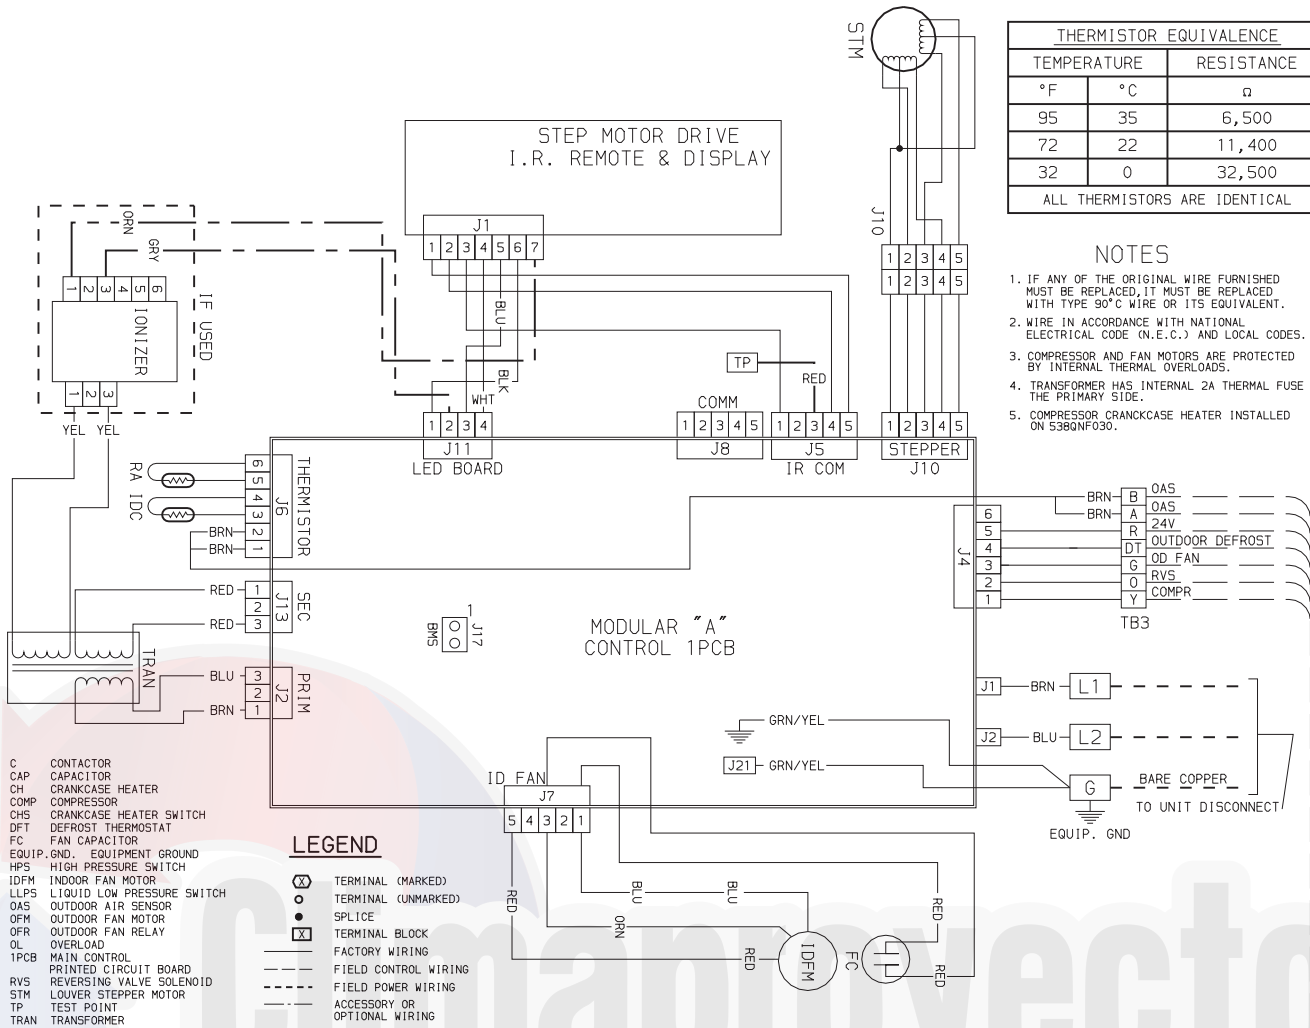 STM
THERMISTOR EQUIVALENCE
TEMPERATURE RESISTANCE
°F °C Ω
95 35 6,500
72 22 11,400
32 0 32,500
ALL THERMISTORS ARE IDENTICAL
STEP MOTOR DRIVE
I.R. REMOTE & DISPLAY
J1
1 2 3 4 5 6 7
J10
1 2 3 4 5
1 2 3 4 5
NOTES
1. IF ANY OF THE ORIGINAL WIRE FURNISHED
MUST BE REPLACED, IT MUST BE REPLACED
WITH TYPE 90°C WIRE OR ITS EQUIVALENT.
2. WIRE IN ACCORDANCE WITH NATIONAL
ELECTRICAL CODE (N.E.C.) AND LOCAL CODES.
3. COMPRESSOR AND FAN MOTORS ARE PROTECTED
BY INTERNAL THERMAL OVERLOADS.
4. TRANSFORMER HAS INTERNAL 2A THERMAL FUSE
THE PRIMARY SIDE.
5. COMPRESSOR CRANCKCASE HEATER INSTALLED
ON 538QNF030.
ORN
GRY
1 2 3 4 5 6
IONIZER
IF USED
1 2 3
YEL YEL
BLU
BLK
WHT
TP
RED
1 2 3 4
J11
LED BOARD
COMM
1 2 3 4 5
J8
1 2 3 4 5
J5
IR COM
1 2 3 4 5
STEPPER
J10
RA IDC
6
5
4
3
BRN 2
BRN 1
J6
THERMISTOR
RED 1
2
RED 3
J13
SEC
TRAN
BLU 3
2
BRN 1
J2
PRIM
1
J17
BMS
MODULAR "A"
CONTROL 1PCB
J4
6
5
4
3
2
1
BRN B OAS
BRN A OAS
R 24V
DT OUTDOOR DEFROST
G OD FAN
O RVS
Y COMPR
TB3
J1 BRN L1
J2 BLU L2
GRN/YEL
J21 GRN/YEL
G BARE COPPER
TO UNIT DISCONNECT
EQUIP. GND
ID FAN
J7
5 4 3 2 1
RED
ORN
BLU
BLU
RED
IDFM
FC
RED
RED
C CONTACTOR
CAP CAPACITOR
CH CRANKCASE HEATER
COMP COMPRESSOR
CHS CRANKCASE HEATER SWITCH
DFT DEFROST THERMOSTAT
FC FAN CAPACITOR
EQUIP.GND. EQUIPMENT GROUND
HPS HIGH PRESSURE SWITCH
IDFM INDOOR FAN MOTOR
LLPS LIQUID LOW PRESSURE SWITCH
OAS OUTDOOR AIR SENSOR
OFM OUTDOOR FAN MOTOR
OFR OUTDOOR FAN RELAY
OL OVERLOAD
1PCB MAIN CONTROL
PRINTED CIRCUIT BOARD
RVS REVERSING VALVE SOLENOID
STM LOUVER STEPPER MOTOR
TP TEST POINT
TRAN TRANSFORMER
LEGEND
X TERMINAL (MARKED)
TERMINAL (UNMARKED)
SPLICE
X TERMINAL BLOCK
FACTORY WIRING
FIELD CONTROL WIRING
FIELD POWER WIRING
ACCESSORY OR
OPTIONAL WIRING
Climaproyecto